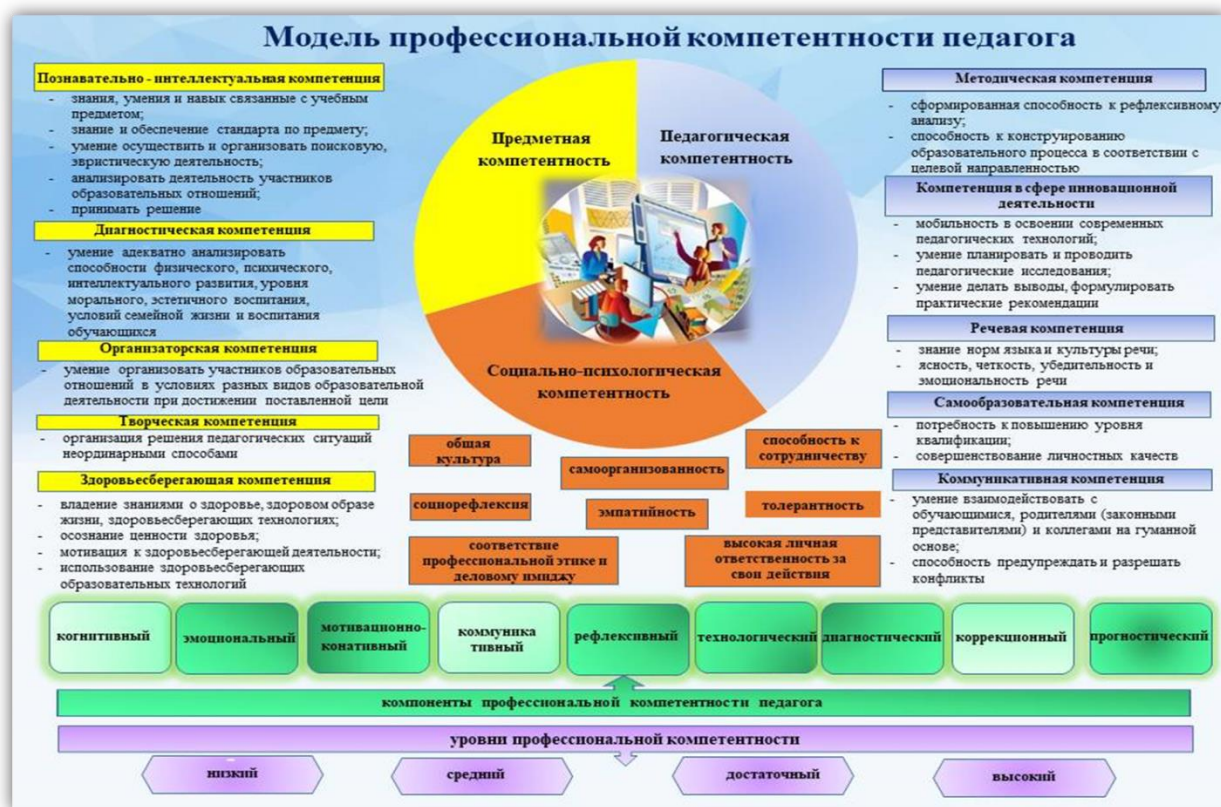 Модель профессиональной компетентности педагога
Познавательно - интеллектуальная компетенция
- знания, умения и навык связанные с учебным
предметом;
- знание и обеспечение стандарта по предмету;
- умение осуществить и организовать поисковую,
эвристическую деятельность;
- анализировать деятельность участников
образовательных отношений;
- принимать решение
Диагностическая компетенция
- умение адекватно анализировать
способности физического, психического,
интеллектуального развития, уровня
морального, эстетичного воспитания,
условий семейной жизни и воспитания
обучающихся
Организаторская компетенция
- умение организовать участников образовательных
отношений в условиях разных видов образовательной
деятельности при достижении поставленной цели
Творческая компетенция
- организация решения педагогических ситуаций
неординарными способами
Здоровьесберегающая компетенция
- владение знаниями о здоровье, здоровом образе
жизни, здоровьесберегающих технологиях;
- осознание ценности здоровья;
- мотивация к здоровьесберегающей деятельности;
- использование здоровьесберегающих
образовательных технологий
Предметная
компетентность
Педагогическая
компетентность
Социально-психологическая
компетентность
общая
культура
самоорганизованность
способность к
сотрудничеству
социорефлексия
эмпатийность
толерантность
соответствие
профессиональной этике и
деловому имиджу
высокая личная
ответственность за
свои действия
Методическая компетенция
- сформированная способность к рефлексивному
анализу;
- способность к конструированию
образовательного процесса в соответствии с
целевой направленностью
Компетенция в сфере инновационной
деятельности
- мобильность в освоении современных
педагогических технологий;
- умение планировать и проводить
педагогические исследования;
- умение делать выводы, формулировать
практические рекомендации
Речевая компетенция
- знание норм языка и культуры речи;
- ясность, четкость, убедительность и
эмоциональность речи
Самообразовательная компетенция
- потребность к повышению уровня
квалификации;
- совершенствование личностных качеств
Коммуникативная компетенция
- умение взаимодействовать с
обучающимися, родителями (законными
представителями) и коллегами на гуманной
основе;
- способность предупреждать и разрешать
конфликты
когнитивный
эмоциональный
мотивационно-
конативный
коммуника
тивный
рефлексивный
технологический
диагностический
коррекционный
прогностический
компоненты профессиональной компетентности педагога
уровни профессиональной компетентности
низкий
средний
достаточный
высокий